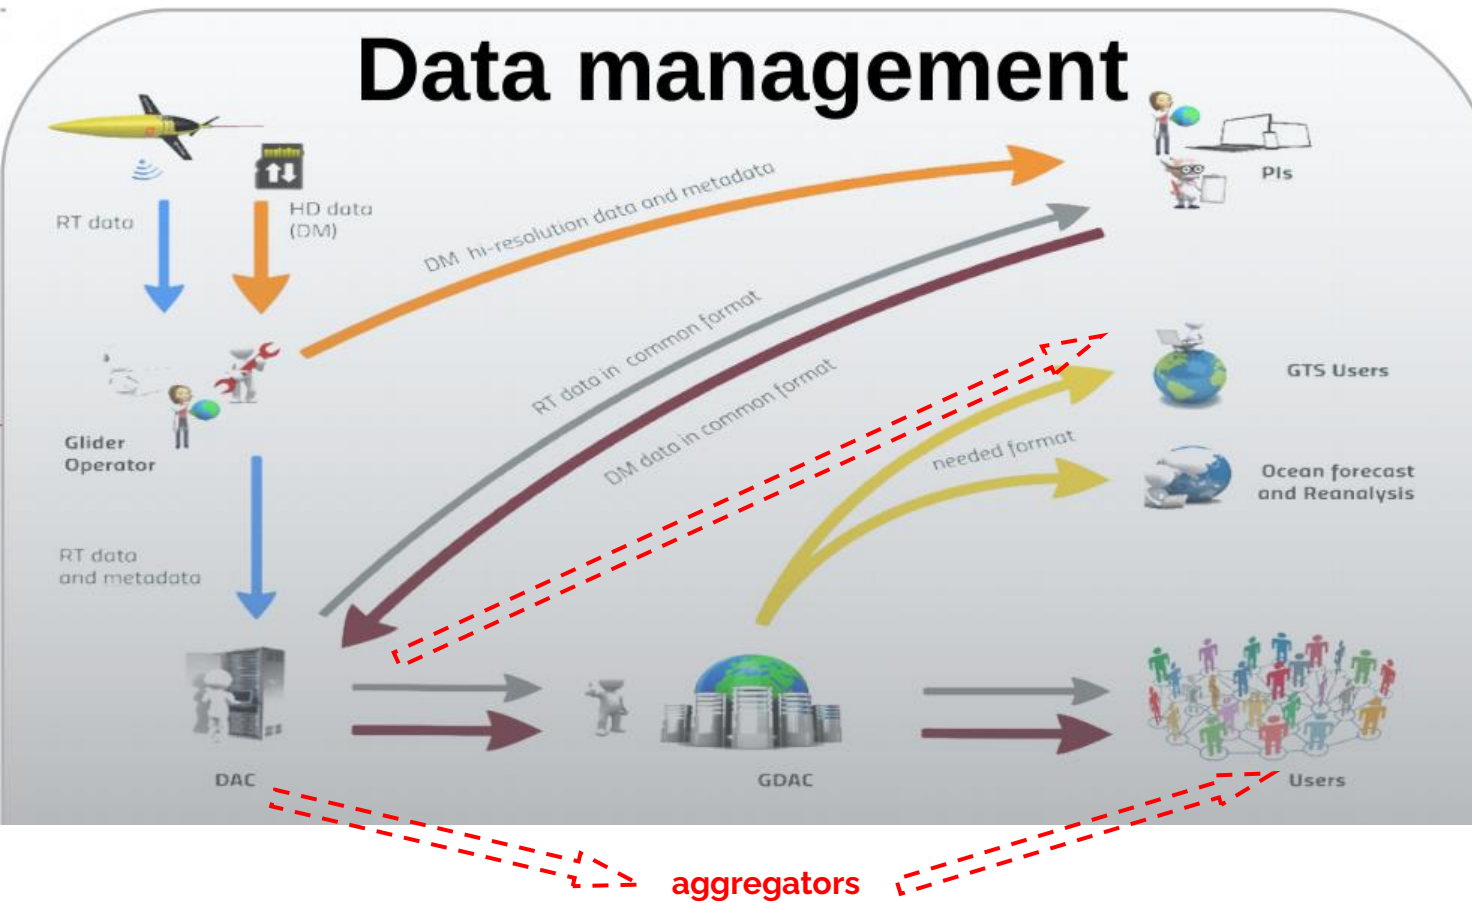 Data management
RT data
HD data
(DM)
DM hi-resolution data and metadata
PIs
RT data in common format
DM data in common format
GTS Users
needed format
Ocean forecast
and Reanalysis
Glider
Operator
RT data
and metadata
DAC
GDAC
Users
aggregators